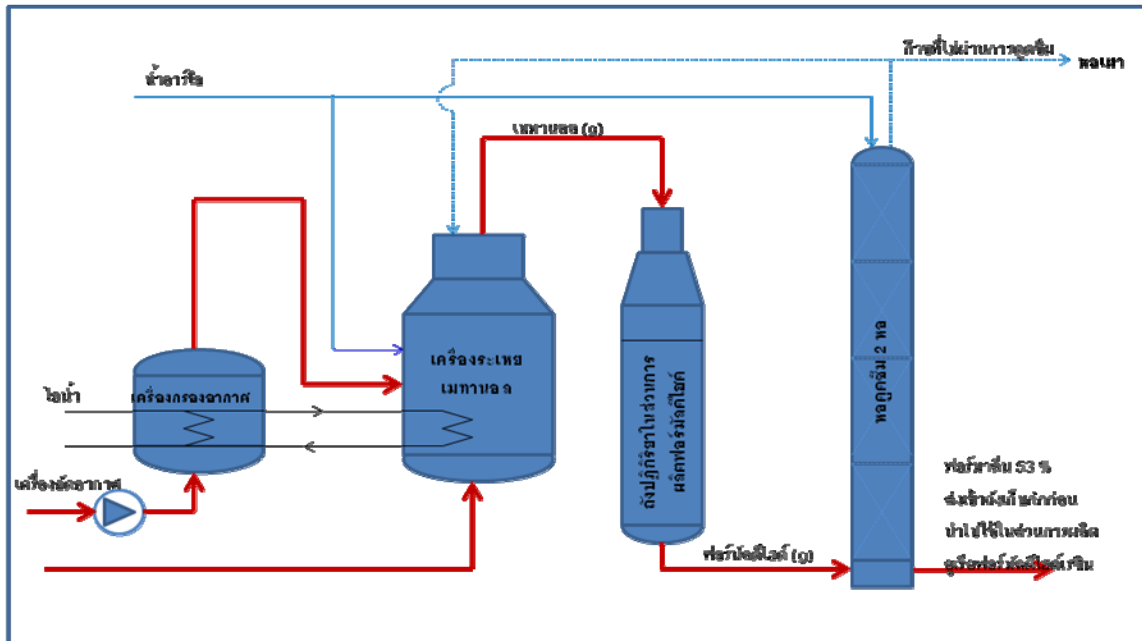 ก๊าซที่ไม่ผ่านการดูดซึม
หอเผา
น้ำอาร์โอ
เมทานอล (g)
เครื่องระเหย
เมทานอล
ไอน้ำ
เครื่องกรองอากาศ
เครื่องอัดอากาศ
ถังปฏิกิริยาในส่วนการ
ผลิตฟอร์มัลดีไฮด์
หอดูดซึม 2 หอ
ฟอร์มัลดีไฮด์ (g)
ฟอร์มาลีน 53 %
ส่งเข้าถังเก็บกักก่อน
นำไปใช้ในส่วนการผลิต
ยูเรียฟอร์มัลดีไฮด์เรซิน